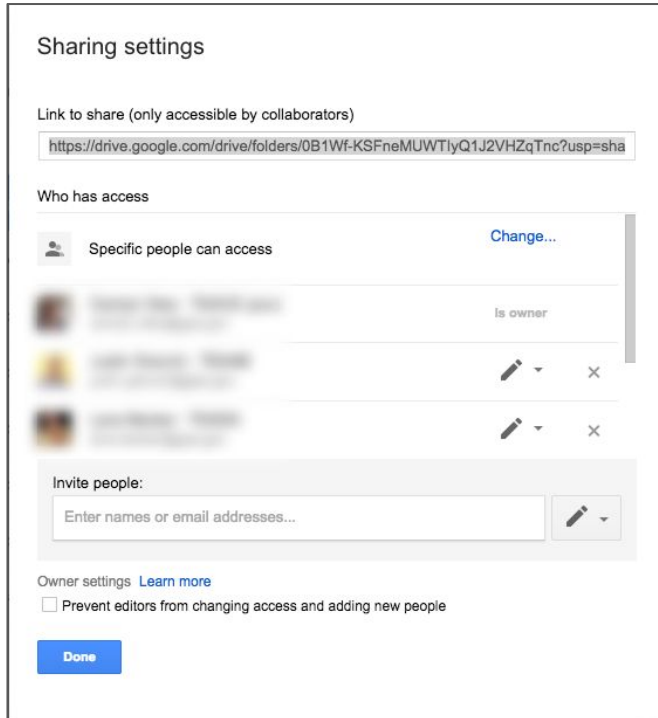 Sharing settings
Link to share (only accessible by collaborators)
https://drive.google.com/drive/folders/0B1Wf-KSFneMUWTIyQ1J2VHZqTnc?usp=sha
Who has access
Specific people can access Change...
Is owner
Invite people:
Enter names or email addresses...
Owner settings Learn more
Prevent editors from changing access and adding new people
Done